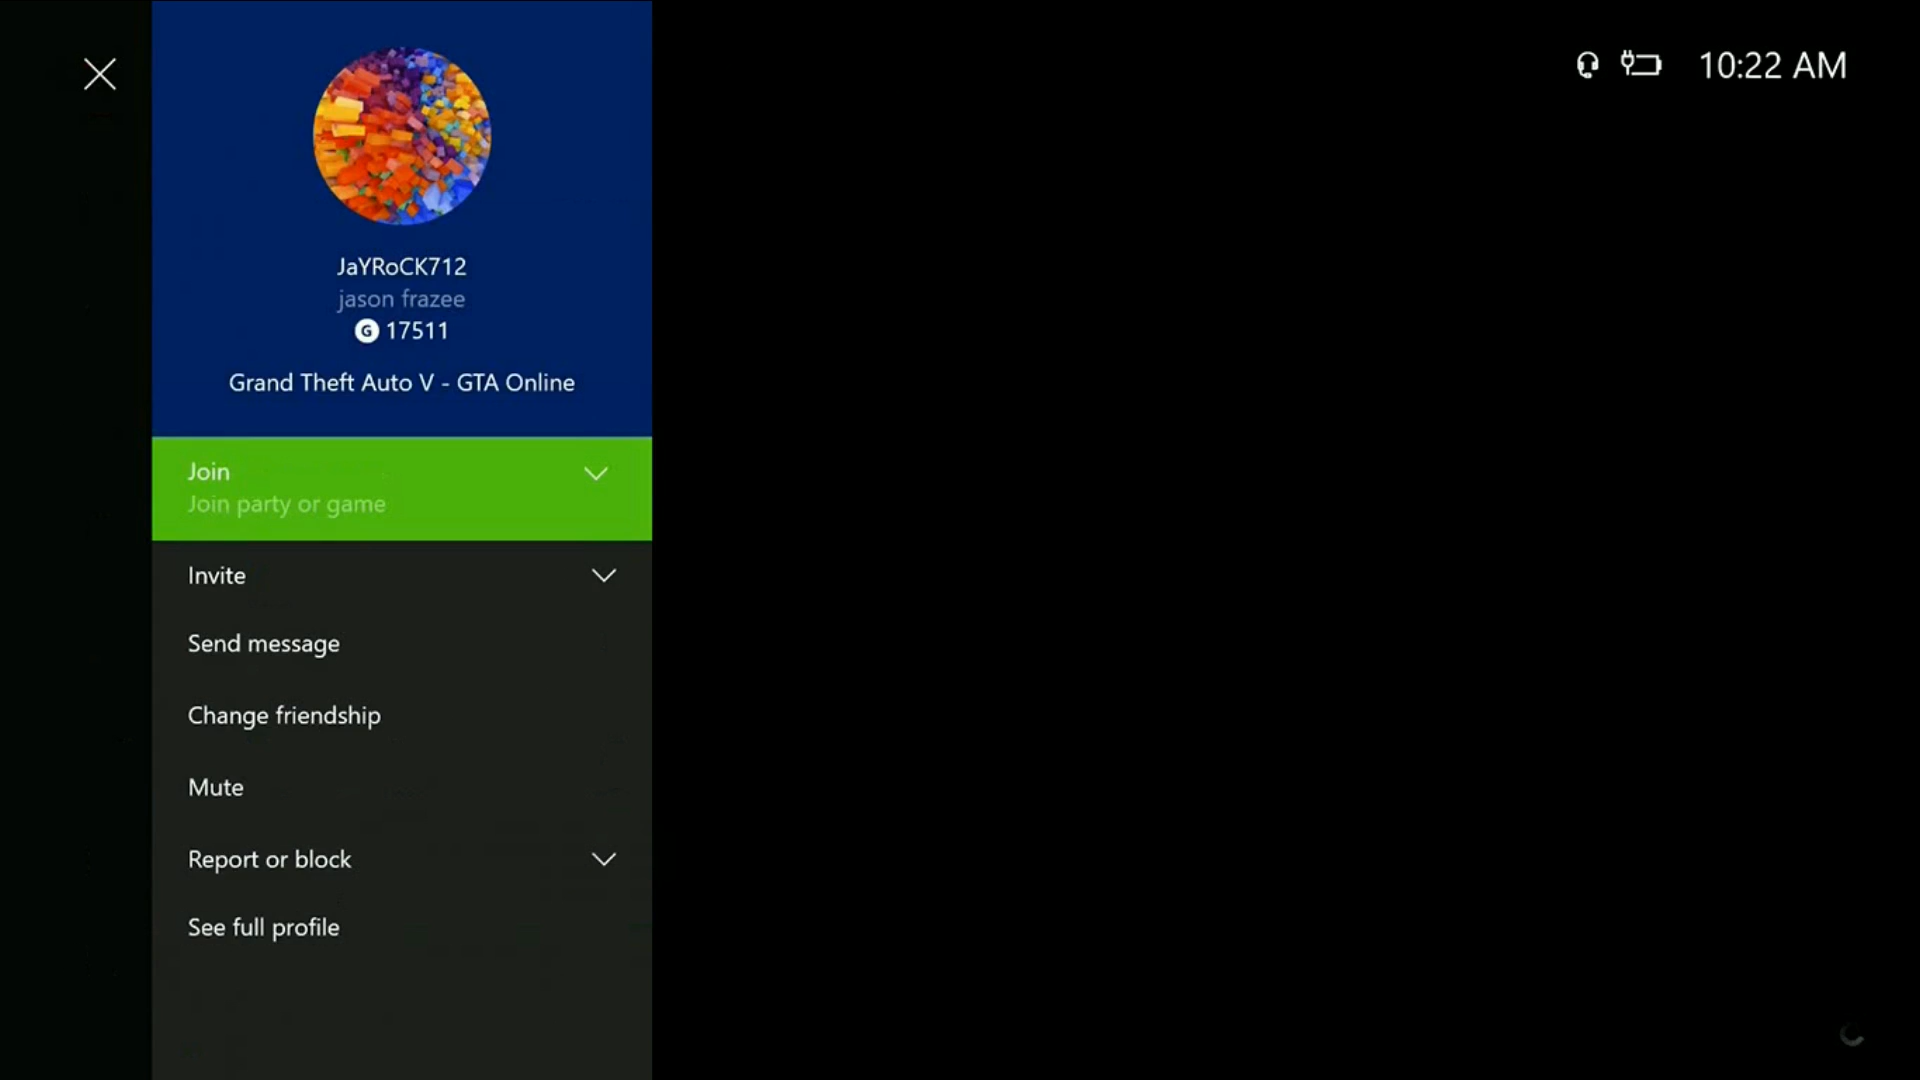 10:22 AM
JaYRoCK712
jason frazee
G 17511
Grand Theft Auto V - GTA Online
Join
Join party or game
Invite
Send message
Change friendship
Mute
Report or block
See full profile